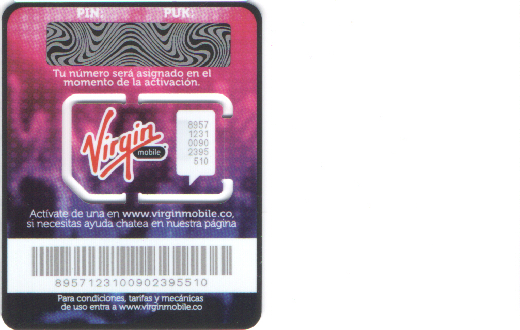 PIN: PUK:
Tu número será asignado en el
momento de la activación.
Virgin
mobile
8957
1231
0090
2395
510
Actívate de una en www.virginmobile.co,
si necesitas ayuda chatea en nuestra página
8957123100902395510
Para condiciones, tarifas y mecánicas
de uso entra a www.virginmobile.co